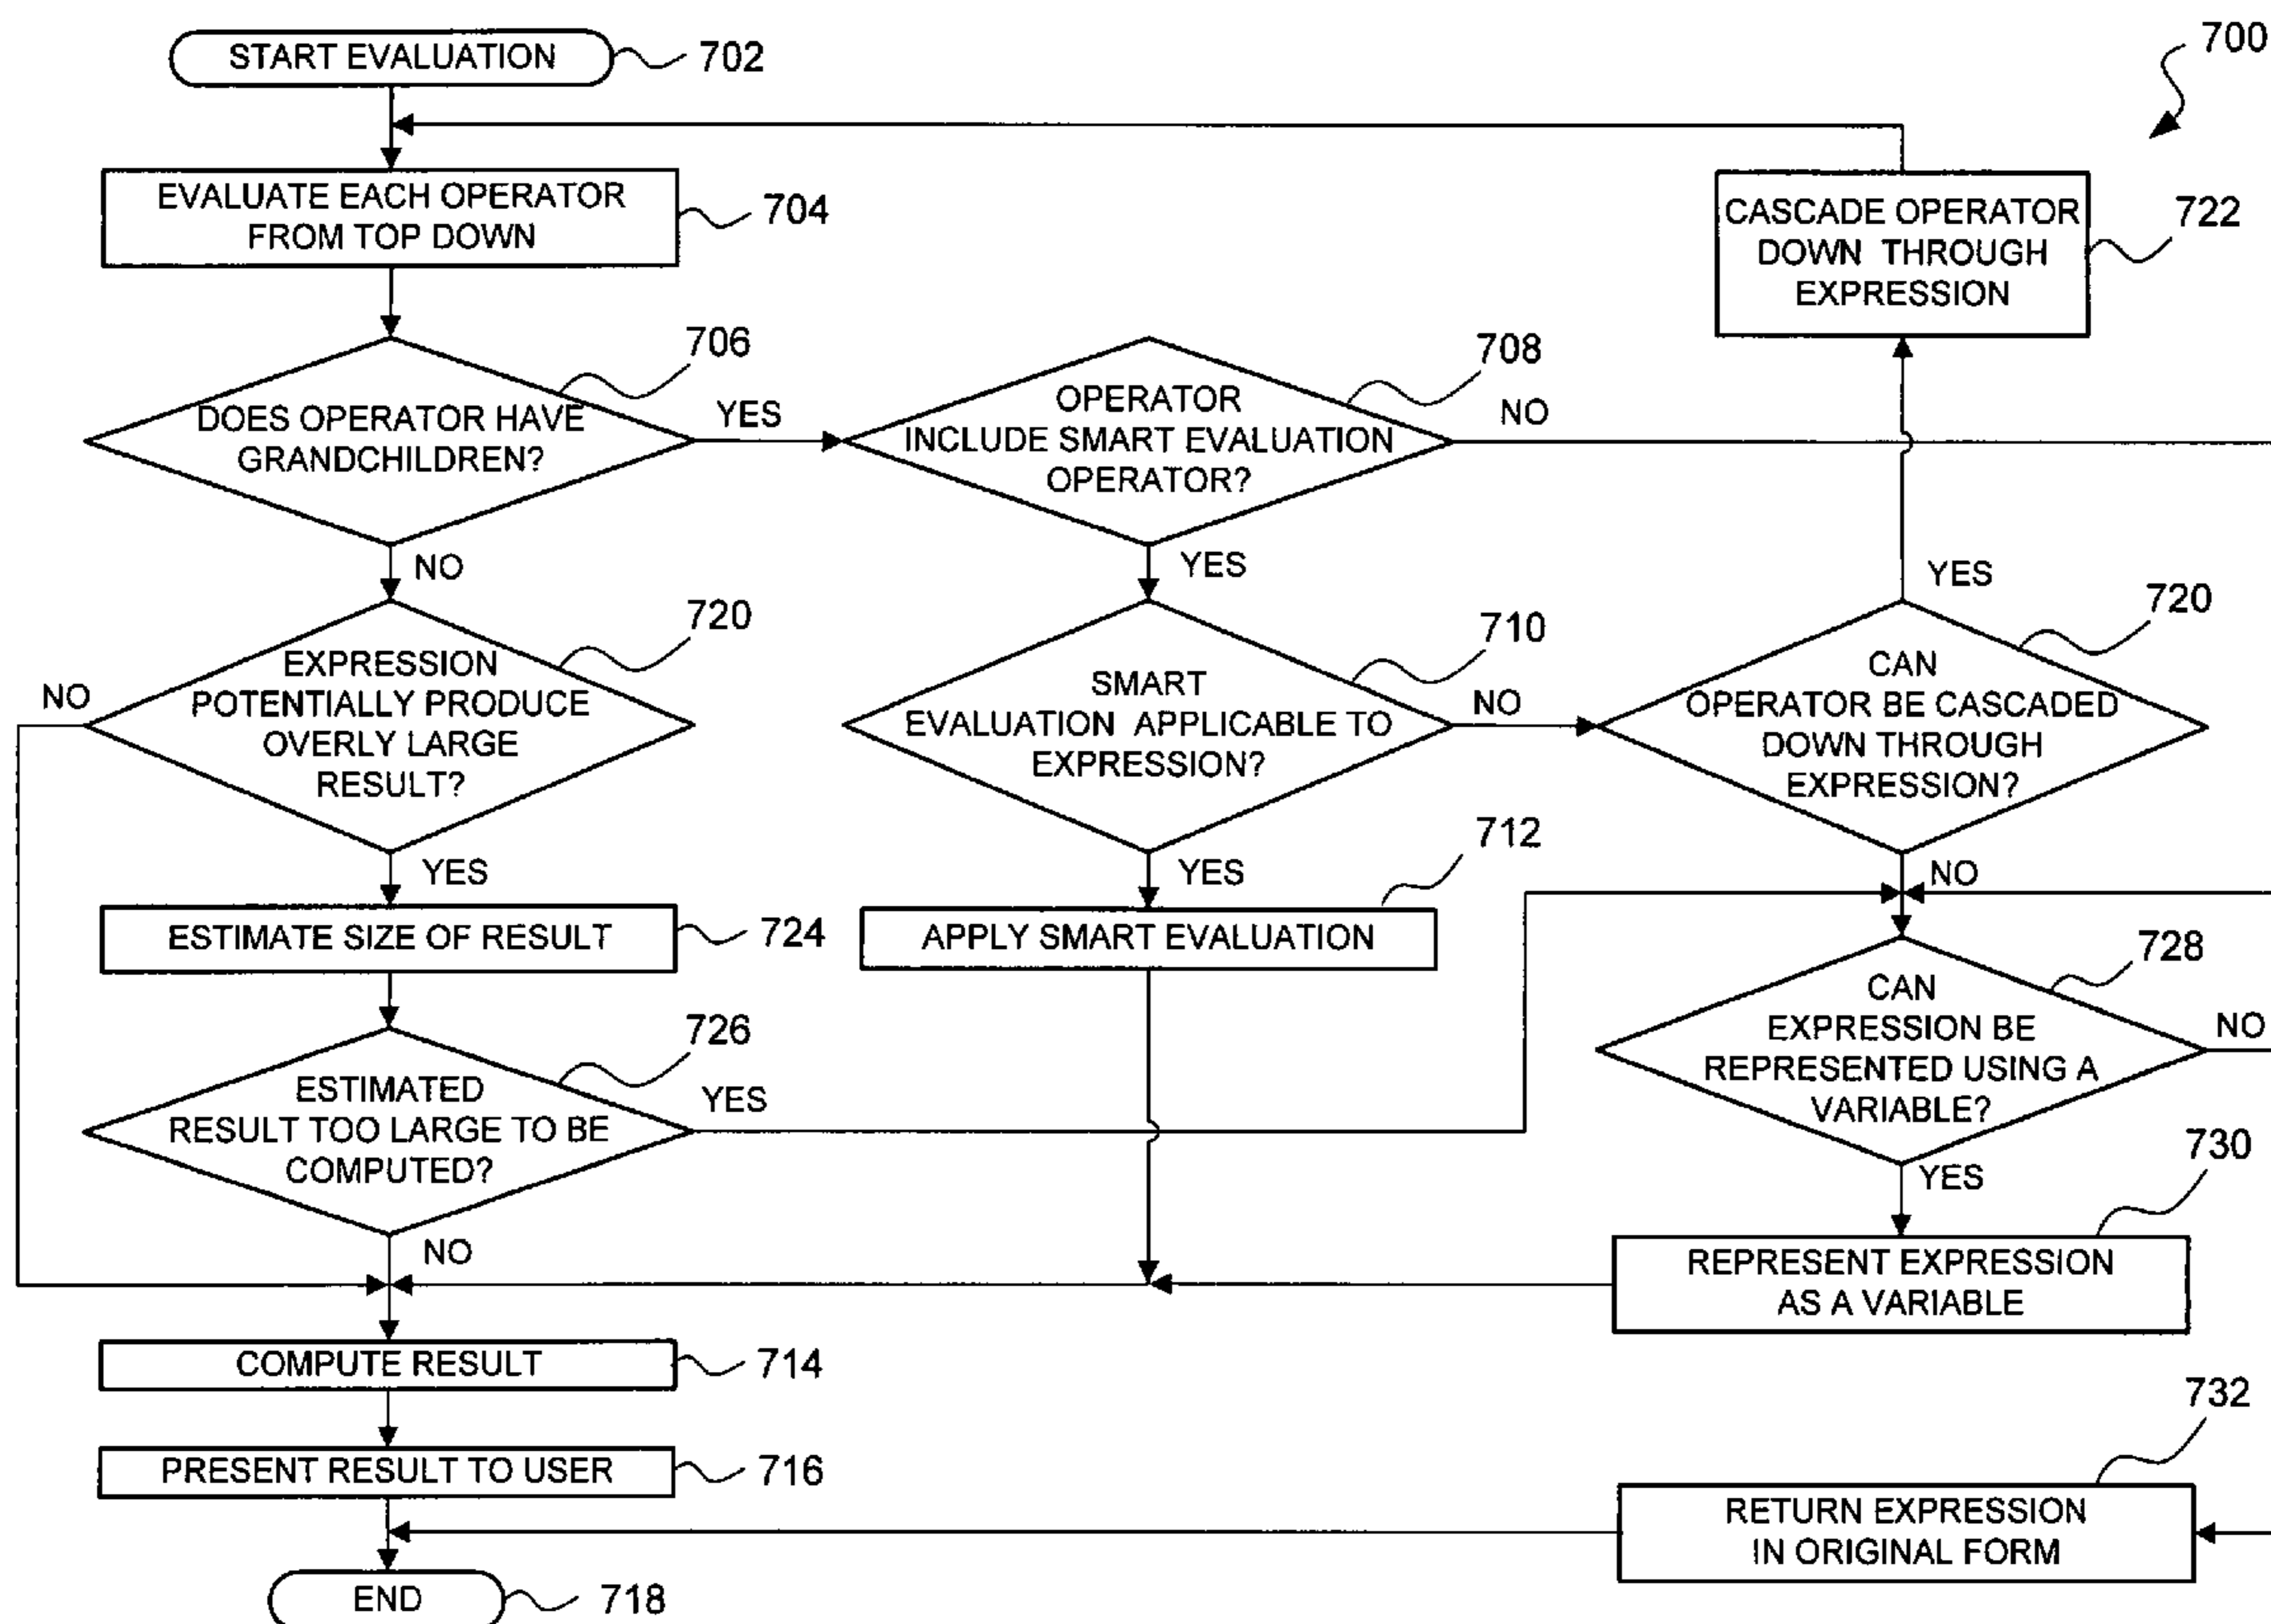 START EVALUATION
702
700
EVALUATE EACH OPERATOR
FROM TOP DOWN
704
CASCADE OPERATOR
DOWN THROUGH
EXPRESSION
722
706
DOES OPERATOR HAVE
GRANDCHILDREN?
YES
NO
708
OPERATOR
INCLUDE SMART EVALUATION
OPERATOR?
NO
YES
720
EXPRESSION
POTENTIALLY PRODUCE
OVERLY LARGE
RESULT?
NO
YES
710
SMART
EVALUATION APPLICABLE TO
EXPRESSION?
NO
YES
720
CAN
OPERATOR BE CASCADED
DOWN THROUGH
EXPRESSION?
YES
NO
ESTIMATE SIZE OF RESULT
724
712
APPLY SMART EVALUATION
728
CAN
EXPRESSION BE
REPRESENTED USING A
VARIABLE?
NO
YES
726
ESTIMATED
RESULT TOO LARGE TO BE
COMPUTED?
YES
NO
730
REPRESENT EXPRESSION
AS A VARIABLE
COMPUTE RESULT
714
PRESENT RESULT TO USER
716
732
RETURN EXPRESSION
IN ORIGINAL FORM
END
718